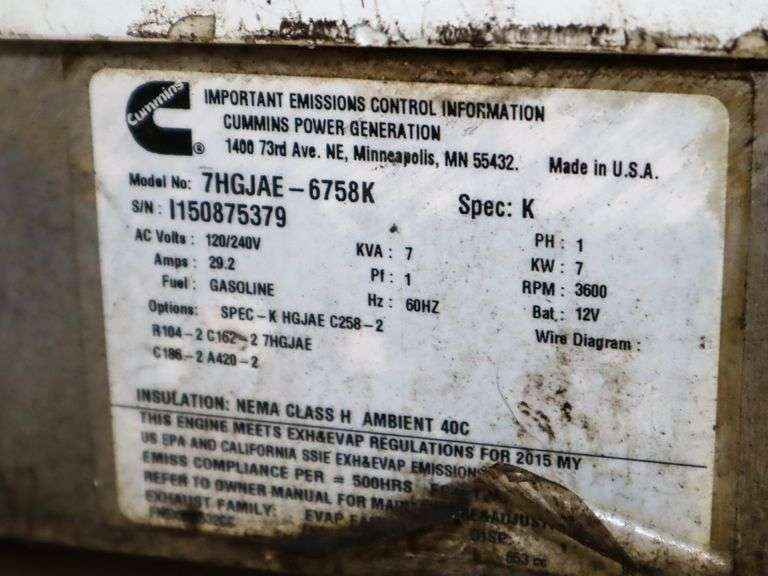 Cummins
®
IMPORTANT EMISSIONS CONTROL INFORMATION
CUMMINS POWER GENERATION
1400 73rd Ave. NE, Minneapolis, MN 55432. Made in U.S.A.
Model No: 7HGJAE-6758K Spec: K
S/N: I150875379
AC Volts: 120/240V KVA: 7 PH: 1
Amps: 29.2 Pf: 1 KW: 7
Fuel: GASOLINE Hz: 60HZ RPM: 3600
Bat.: 12V
Options: SPEC-K HGJAE C258-2 Wire Diagram:
R104-2 C162-2 7HGJAE
C186-2 A420-2
INSULATION: NEMA CLASS H AMBIENT 40C
THIS ENGINE MEETS EXH&EVAP REGULATIONS FOR 2015 MY
US EPA AND CALIFORNIA SSIE EXH&EVAP EMISSIONS
EMISS COMPLIANCE PER = 500HRS
REFER TO OWNER MANUAL FOR
EXHAUST FAMILY: EVAP
653 cc